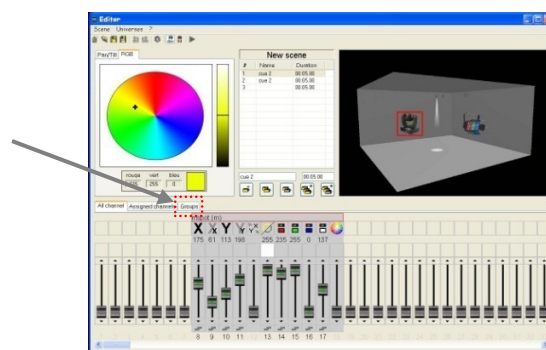 Editor
Scene Universes ?
Pan/Tilt RGB
New scene
# Name Duration
1 cue 2 00:05.00
2 cue 2 00:05.00
3 00:05.00
rouge vert bleu
255 0
cue 2 00:05.00
All channel Assigned channels Groups
(m)
X X Y Y
175 61 113 198 255 235 255 0 137
8 9 10 11 13 14 15 16 17